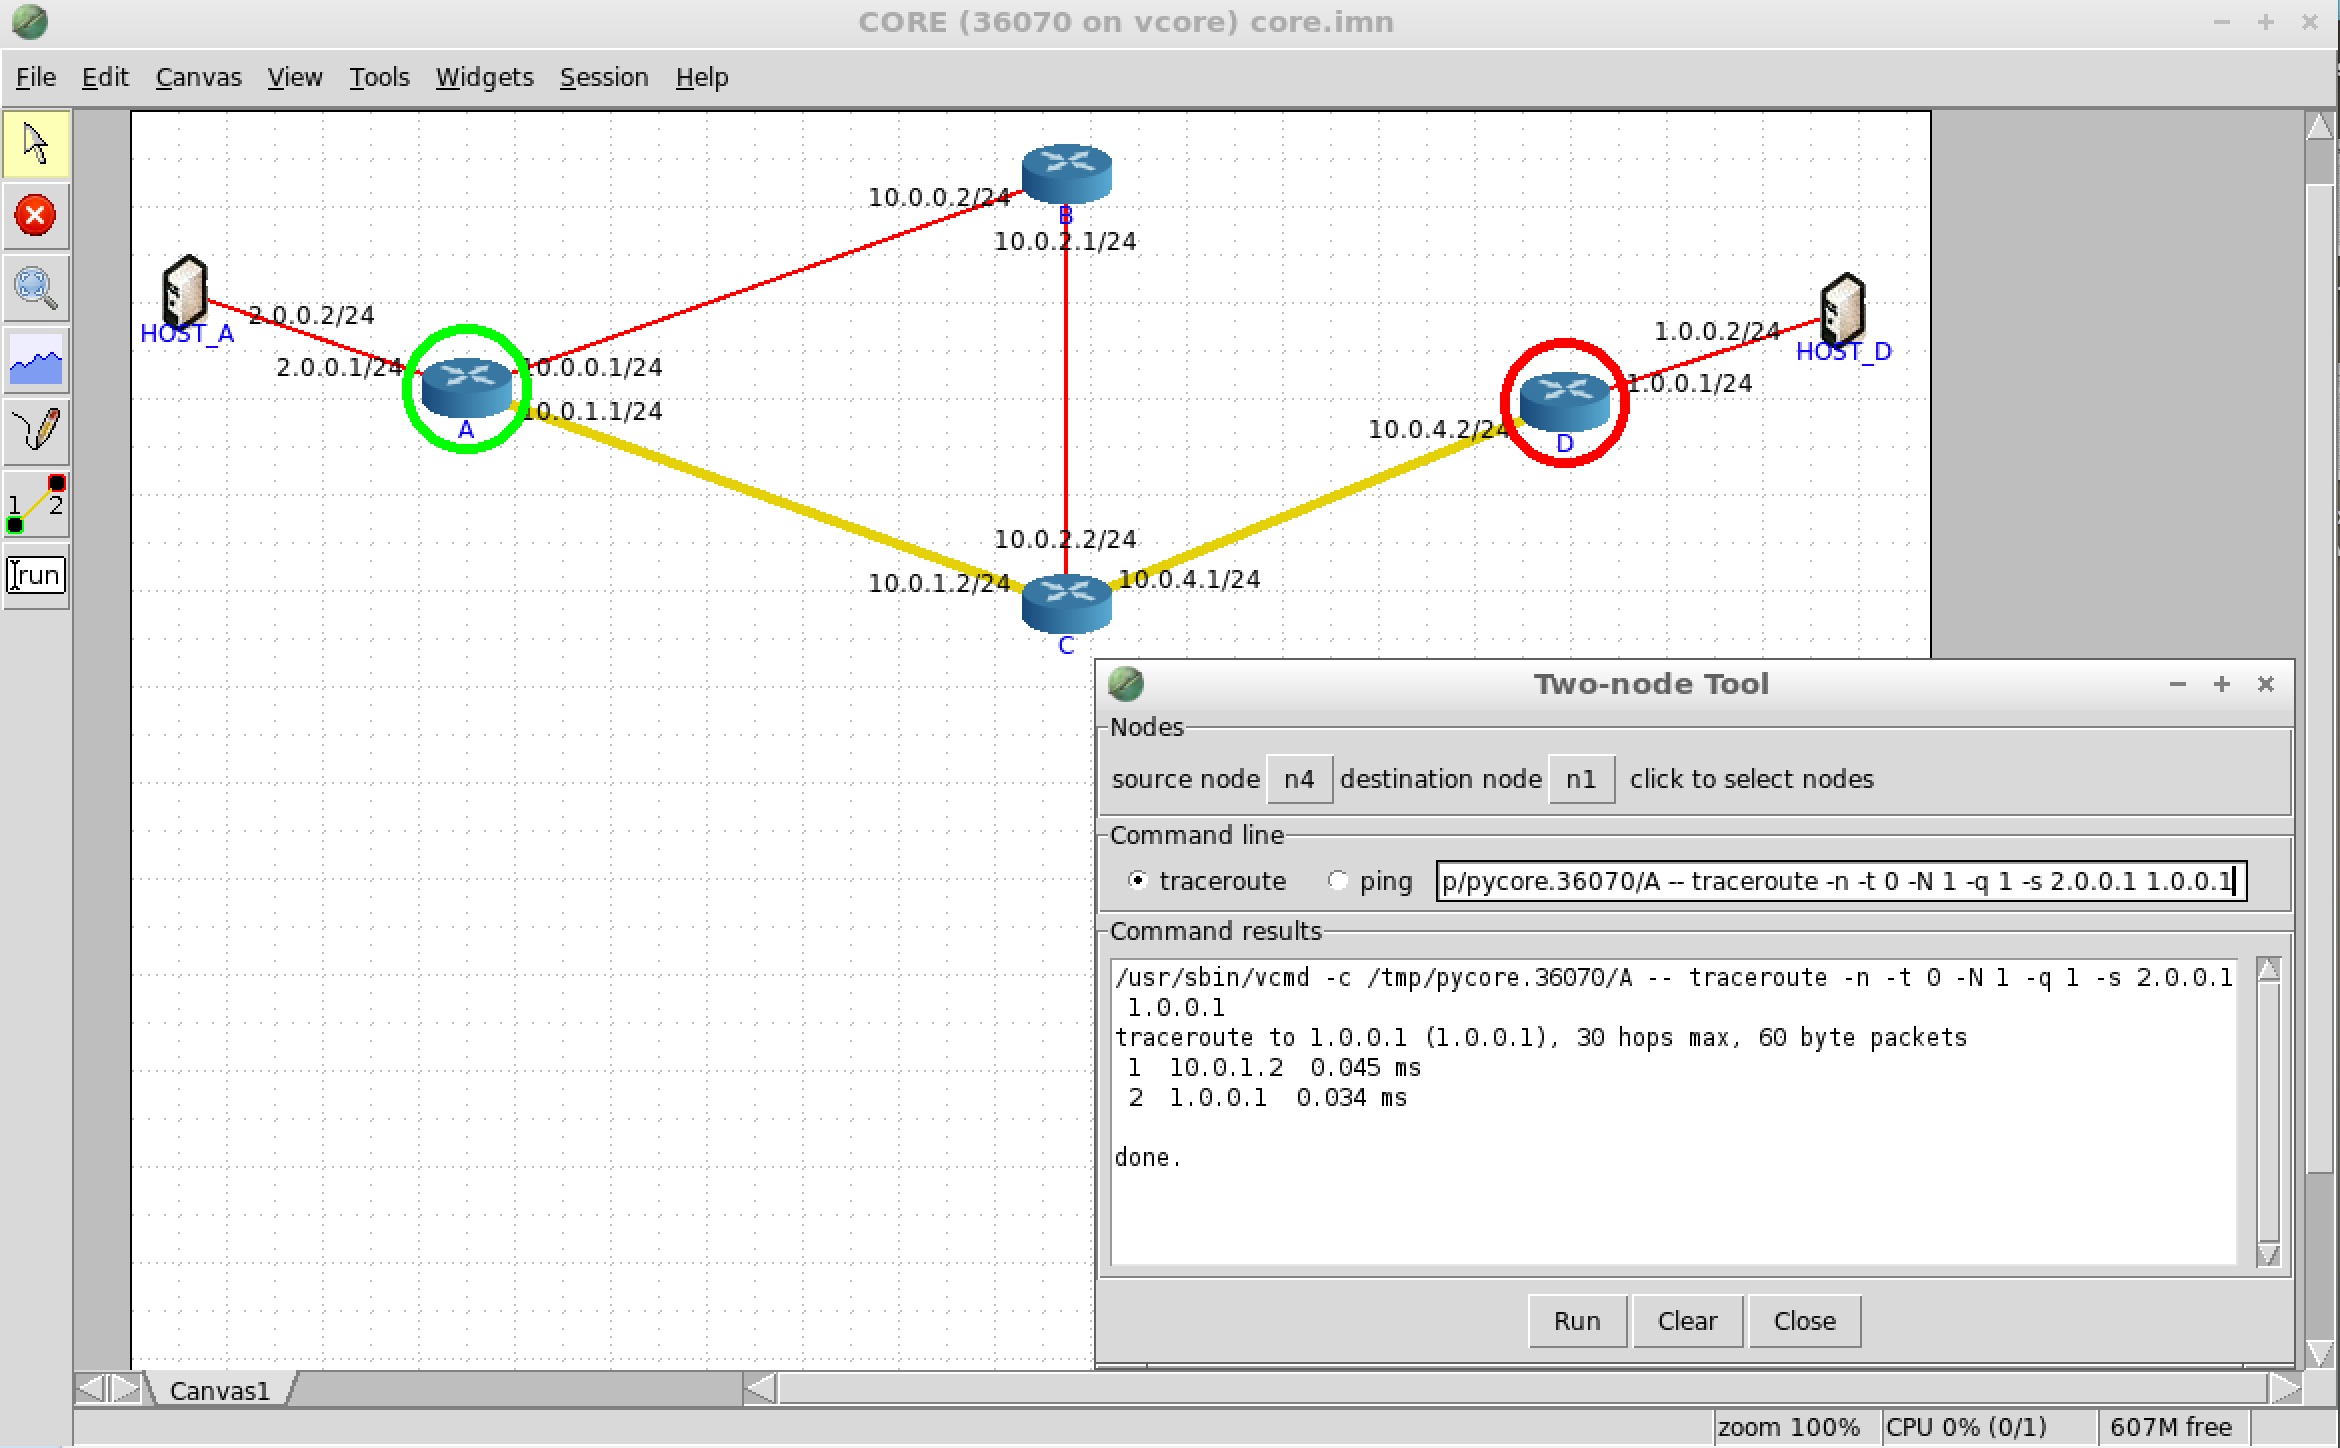 CORE (36070 on vcore) core.imn
File Edit Canvas View Tools Widgets Session Help
10.0.0.2/24
B
10.0.2.1/24
2.0.0.2/24
HOST_A
2.0.0.1/24
10.0.0.1/24
10.0.1.1/24
A
1.0.0.2/24
HOST_D
1.0.0.1/24
10.0.4.2/24
D
1 2
run
10.0.2.2/24
10.0.1.2/24
10.0.4.1/24
C
Two-node Tool
Nodes
source node n4 destination node n1 click to select nodes
Command line
traceroute ping p/pycore.36070/A -- traceroute -n -t 0 -N 1 -q 1 -s 2.0.0.1 1.0.0.1
Command results
/usr/sbin/vcmd -c /tmp/pycore.36070/A -- traceroute -n -t 0 -N 1 -q 1 -s 2.0.0.1
1.0.0.1
traceroute to 1.0.0.1 (1.0.0.1), 30 hops max, 60 byte packets
1 10.0.1.2 0.045 ms
2 1.0.0.1 0.034 ms
done.
Run Clear Close
Canvas1
zoom 100% CPU 0% (0/1) 607M free